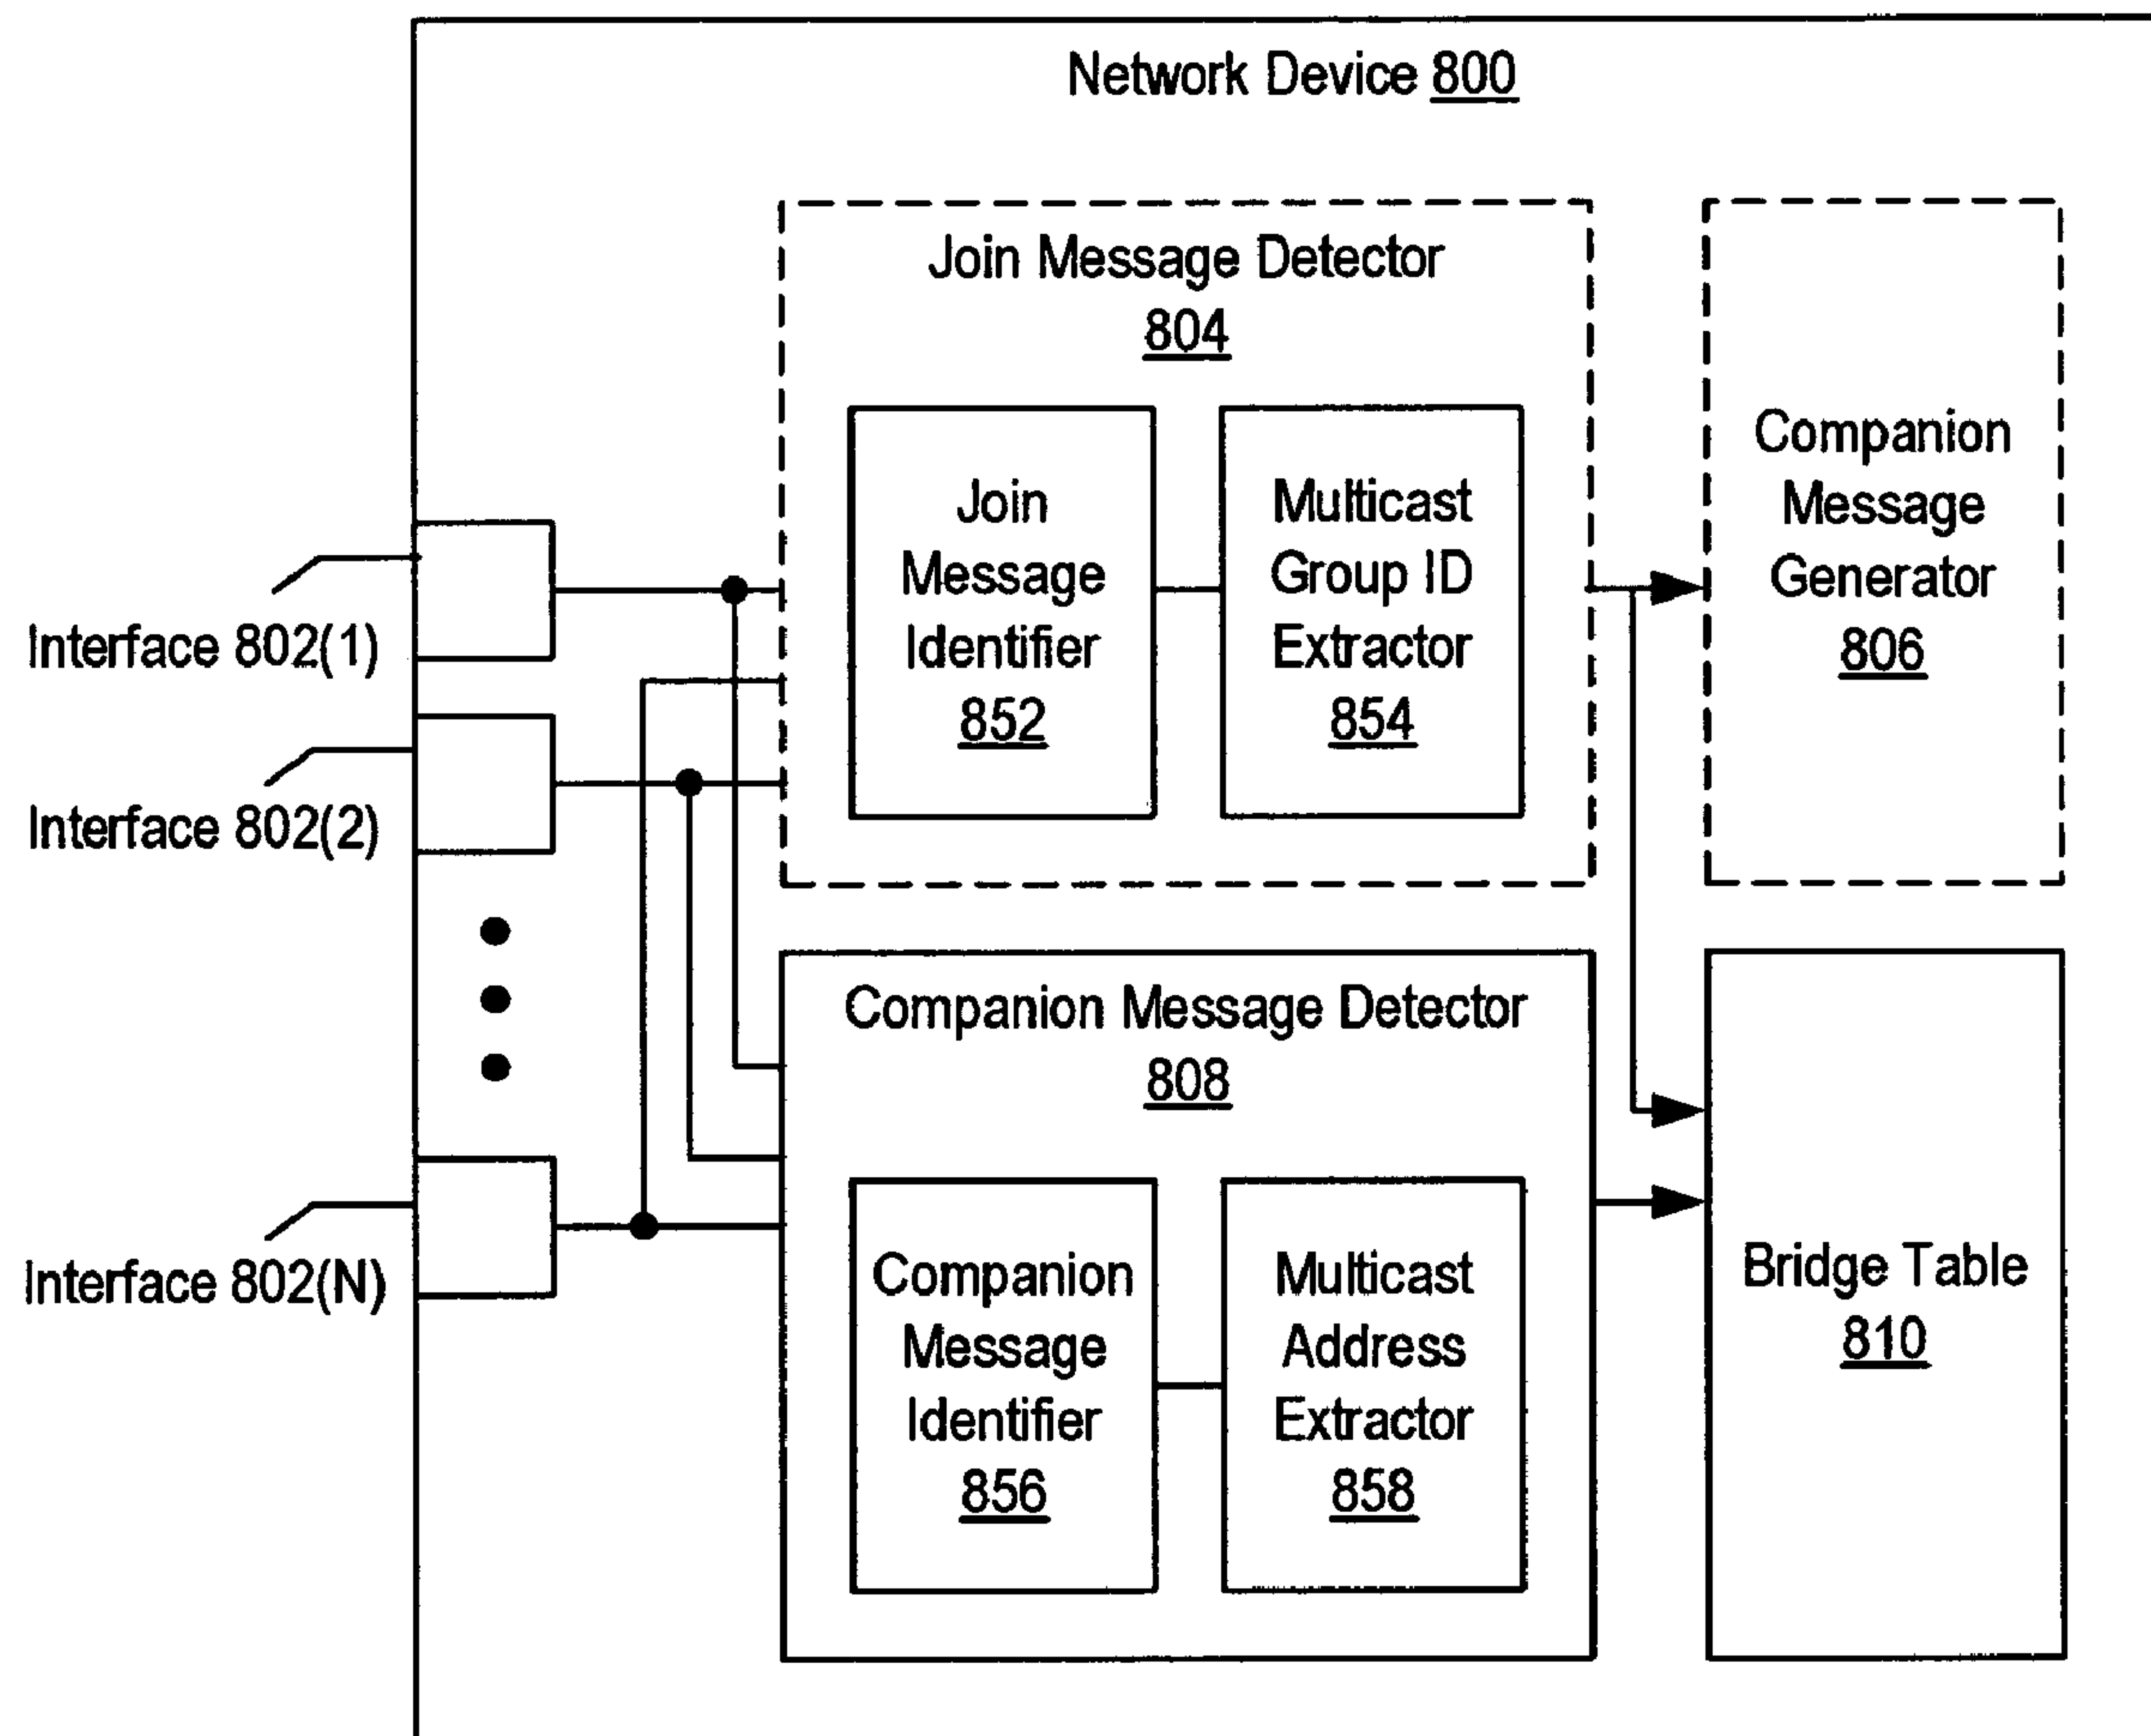 Network Device 800
Join Message Detector
804
Join
Message
Identifier
852
Multicast
Group ID
Extractor
854
Companion
Message
Generator
806
Interface 802(1)
Interface 802(2)
Interface 802(N)
Companion Message Detector
808
Companion
Message
Identifier
856
Multicast
Address
Extractor
858
Bridge Table
810